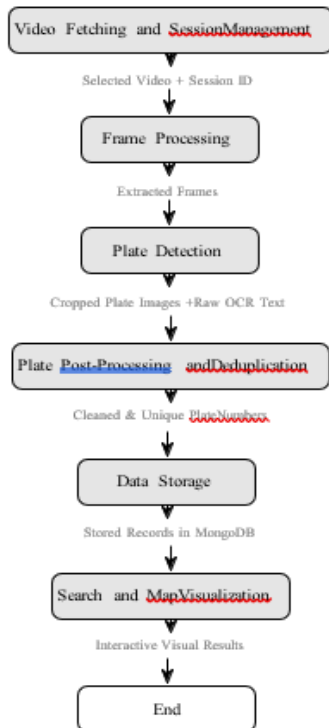 Video Fetching and SessionManagement
Selected Video + Session ID
Frame Processing
Extracted Frames
Plate Detection
Cropped Plate Images +Raw OCR Text
Plate Post-Processing andDeduplication
Cleaned & Unique PlateNumbers
Data Storage
Stored Records in MongoDB
Search and MapVisualization
Interactive Visual Results
End